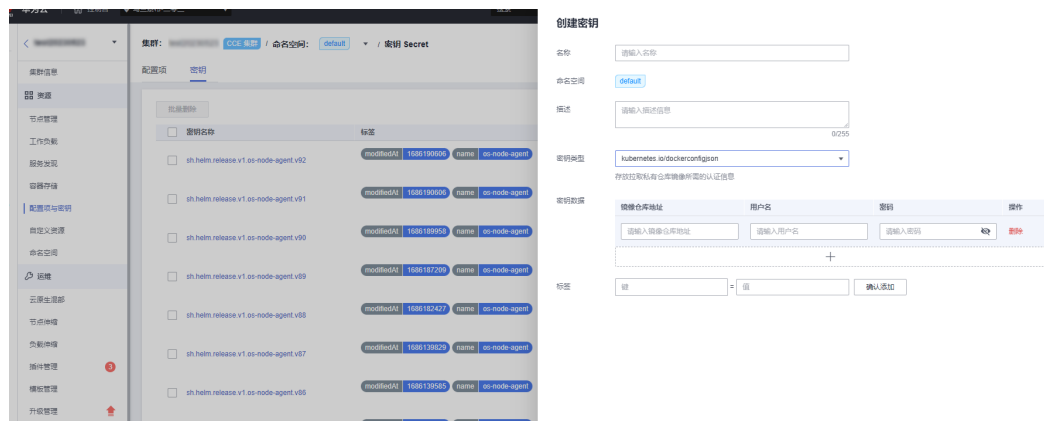 集群: CCE 集群 / 命名空间: default / 密钥 Secret
配置项 密钥
集群信息
资源
节点管理
工作负载
服务发现
容器存储
配置项与密钥
自定义资源
命名空间
运维
云原生混部
节点伸缩
负载伸缩
插件管理 3
模板管理
升级管理
批量删除
密钥名称 标签
sh.helm.release.v1.os-node-agent.v92 modifiedAt 1686190606 name os-node-agent
sh.helm.release.v1.os-node-agent.v91 modifiedAt 1686190606 name os-node-agent
sh.helm.release.v1.os-node-agent.v90 modifiedAt 1686189958 name os-node-agent
sh.helm.release.v1.os-node-agent.v89 modifiedAt 1686187209 name os-node-agent
sh.helm.release.v1.os-node-agent.v88 modifiedAt 1686182427 name os-node-agent
sh.helm.release.v1.os-node-agent.v87 modifiedAt 1686139829 name os-node-agent
sh.helm.release.v1.os-node-agent.v86 modifiedAt 1686139585 name os-node-agent
创建密钥
名称 请输入名称
命名空间 default
描述 请输入描述信息
0/255
密钥类型 kubernetes.io/dockerconfigjson
存放拉取私有仓库镜像所需的认证信息
密钥数据
镜像仓库地址 用户名 密码 操作
请输入镜像仓库地址 请输入用户名 请输入密码 删除
+
标签 键 = 值 确认添加